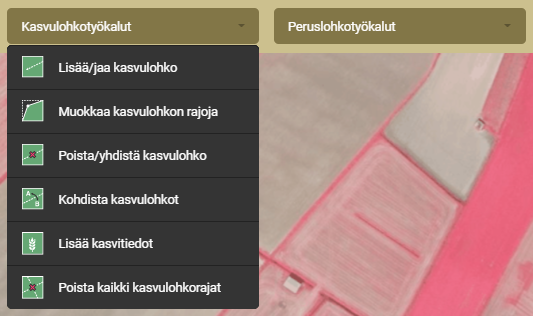 Kasvulohkotyökalut
Peruslohkotyökalut
Lisää/jaa kasvulohko
Muokkaa kasvulohkon rajoja
Poista/yhdistä kasvulohko
Kohdista kasvulohkot
A
B
Lisää kasvitiedot
Poista kaikki kasvulohkorajat